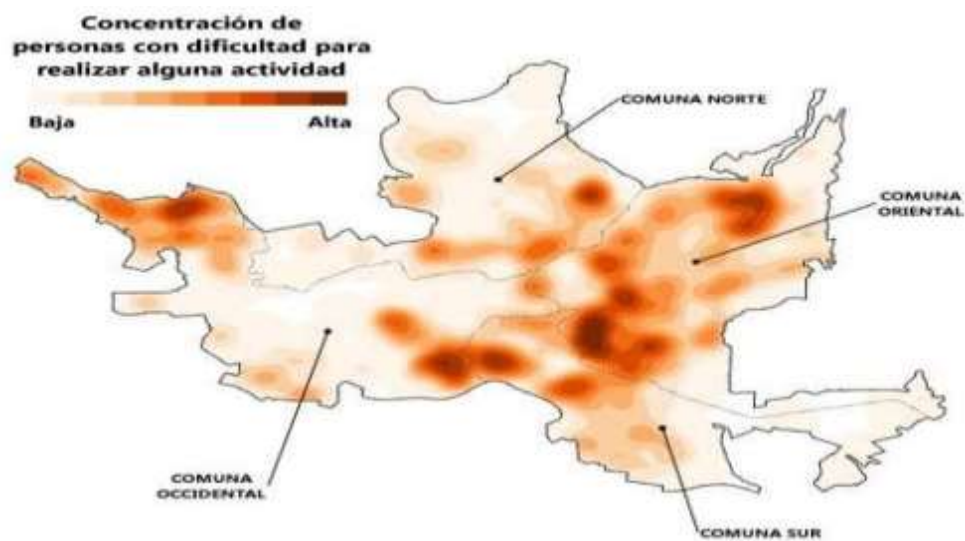 Concentración de
personas con dificultad para
realizar alguna actividad
Baja
Alta
COMUNA NORTE
COMUNA
ORIENTAL
COMUNA
OCCIDENTAL
COMUNA SUR